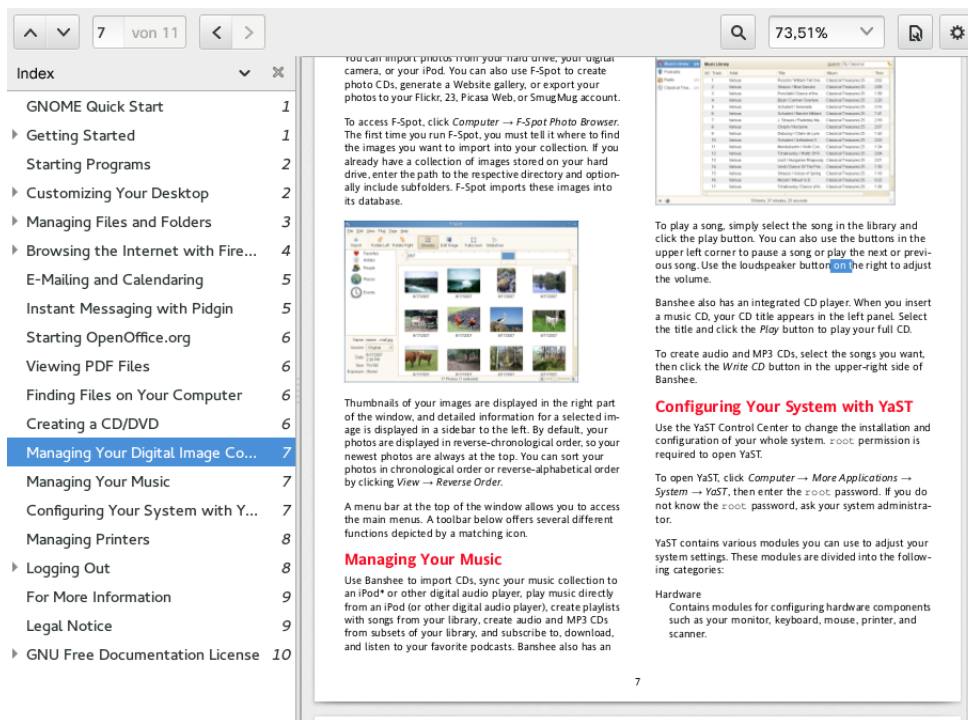 7 von 11
73,51%
Index
GNOME Quick Start 1
Getting Started 1
Starting Programs 2
Customizing Your Desktop 2
Managing Files and Folders 3
Browsing the Internet with Fire... 4
E-Mailing and Calendaring 5
Instant Messaging with Pidgin 5
Starting OpenOffice.org 6
Viewing PDF Files 6
Finding Files on Your Computer 6
Creating a CD/DVD 6
Managing Your Digital Image Co... 7
Managing Your Music 7
Configuring Your System with Y... 7
Managing Printers 8
Logging Out 8
For More Information 9
Legal Notice 9
GNU Free Documentation License 10
You can import photos from your hard drive, your digital
camera, or your iPod. You can also use F-Spot to create
photo CDs, generate a Website gallery, or export your
photos to your Flickr, 23, Picasa Web, or SmugMug account.
To access F-Spot, click Computer → F-Spot Photo Browser.
The first time you run F-Spot, you must tell it where to find
the images you want to import into your collection. If you
already have a collection of images stored on your hard
drive, enter the path to the respective directory and option-
ally include subfolders. F-Spot imports these images into
its database.
Thumbnails of your images are displayed in the right part
of the window, and detailed information for a selected im-
age is displayed in a sidebar to the left. By default, your
photos are displayed in reverse-chronological order, so your
newest photos are always at the top. You can sort your
photos in chronological order or reverse-alphabetical order
by clicking View → Reverse Order.
A menu bar at the top of the window allows you to access
the main menus. A toolbar below offers several different
functions depicted by a matching icon.
Managing Your Music
Use Banshee to import CDs, sync your music collection to
an iPod* or other digital audio player, play music directly
from an iPod (or other digital audio player), create playlists
with songs from your library, create audio and MP3 CDs
from subsets of your library, and subscribe to, download,
and listen to your favorite podcasts. Banshee also has an
Music Library
To play a song, simply select the song in the library and
click the play button. You can also use the buttons in the
upper left corner to pause a song or play the next or previ-
ous song. Use the loudspeaker button on the right to adjust
the volume.
Banshee also has an integrated CD player. When you insert
a music CD, your CD title appears in the left panel. Select
the title and click the Play button to play your full CD.
To create audio and MP3 CDs, select the songs you want,
then click the Write CD button in the upper-right side of
Banshee.
Configuring Your System with YaST
Use the YaST Control Center to change the installation and
configuration of your whole system. root permission is
required to open YaST.
To open YaST, click Computer → More Applications →
System → YaST, then enter the root password. If you do
not know the root password, ask your system administra-
tor.
YaST contains various modules you can use to adjust your
system settings. These modules are divided into the follow-
ing categories:
Hardware
Contains modules for configuring hardware components
such as your monitor, keyboard, mouse, printer, and
scanner.
7